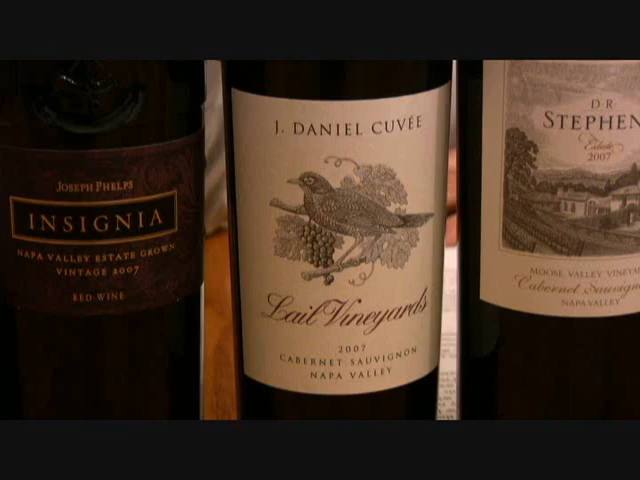 JOSEPH PHELPS
INSIGNIA
NAPA VALLEY ESTATE GROWN
VINTAGE 2007
RED WINE
J. DANIEL CUVÉE
Lail Vineyards
2007
CABERNET SAUVIGNON
NAPA VALLEY
DR
STEPHEN
Estate
2007
MOOSE VALLEY VINEYA
Cabernet Sauvign
NAPA VALLEY